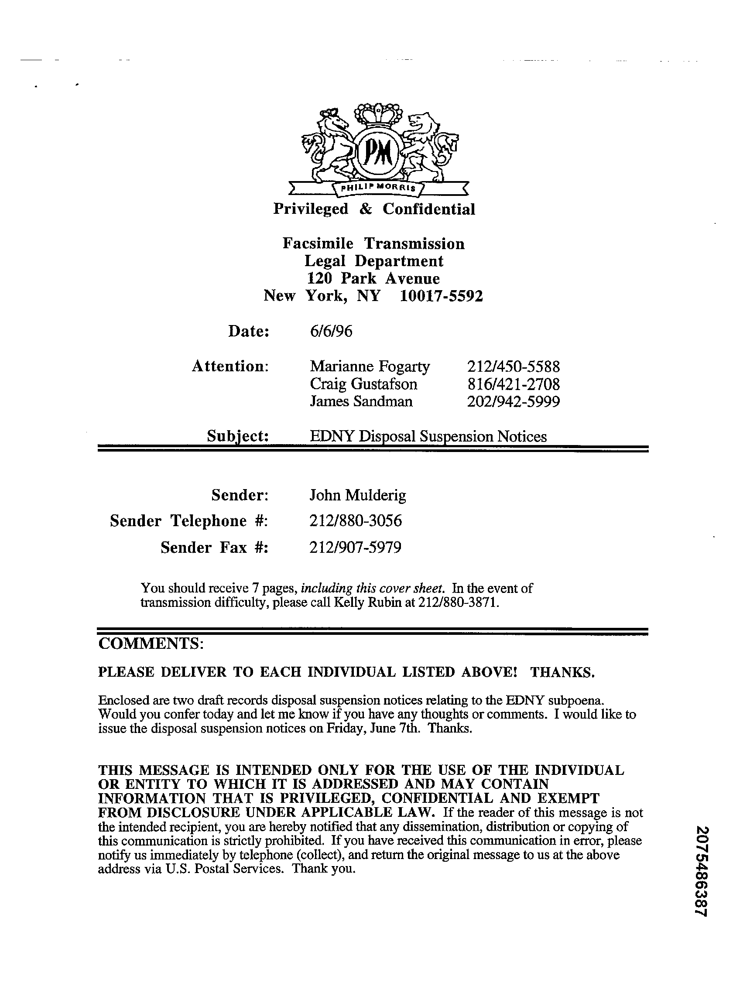 PM
PHILIP MORRIS
Privileged & Confidential
Facsimile Transmission
Legal Department
120 Park Avenue
New York, NY 10017-5592
Date: 6/6/96
Attention: Marianne Fogarty 212/450-5588
Craig Gustafson 816/421-2708
James Sandman 202/942-5999
Subject: EDNY Disposal Suspension Notices
Sender: John Mulderig
Sender Telephone #: 212/880-3056
Sender Fax #: 212/907-5979
You should receive 7 pages, including this cover sheet. In the event of
transmission difficulty, please call Kelly Rubin at 212/880-3871.
COMMENTS:
PLEASE DELIVER TO EACH INDIVIDUAL LISTED ABOVE! THANKS.
Enclosed are two draft records disposal suspension notices relating to the EDNY subpoena.
Would you confer today and let me know if you have any thoughts or comments. I would like to
issue the disposal suspension notices on Friday, June 7th. Thanks.
THIS MESSAGE IS INTENDED ONLY FOR THE USE OF THE INDIVIDUAL
OR ENTITY TO WHICH IT IS ADDRESSED AND MAY CONTAIN
INFORMATION THAT IS PRIVILEGED, CONFIDENTIAL AND EXEMPT
FROM DISCLOSURE UNDER APPLICABLE LAW. If the reader of this message is not
the intended recipient, you are hereby notified that any dissemination, distribution or copying of
this communication is strictly prohibited. If you have received this communication in error, please
notify us immediately by telephone (collect), and return the original message to us at the above
address via U.S. Postal Services. Thank you.
2075486387